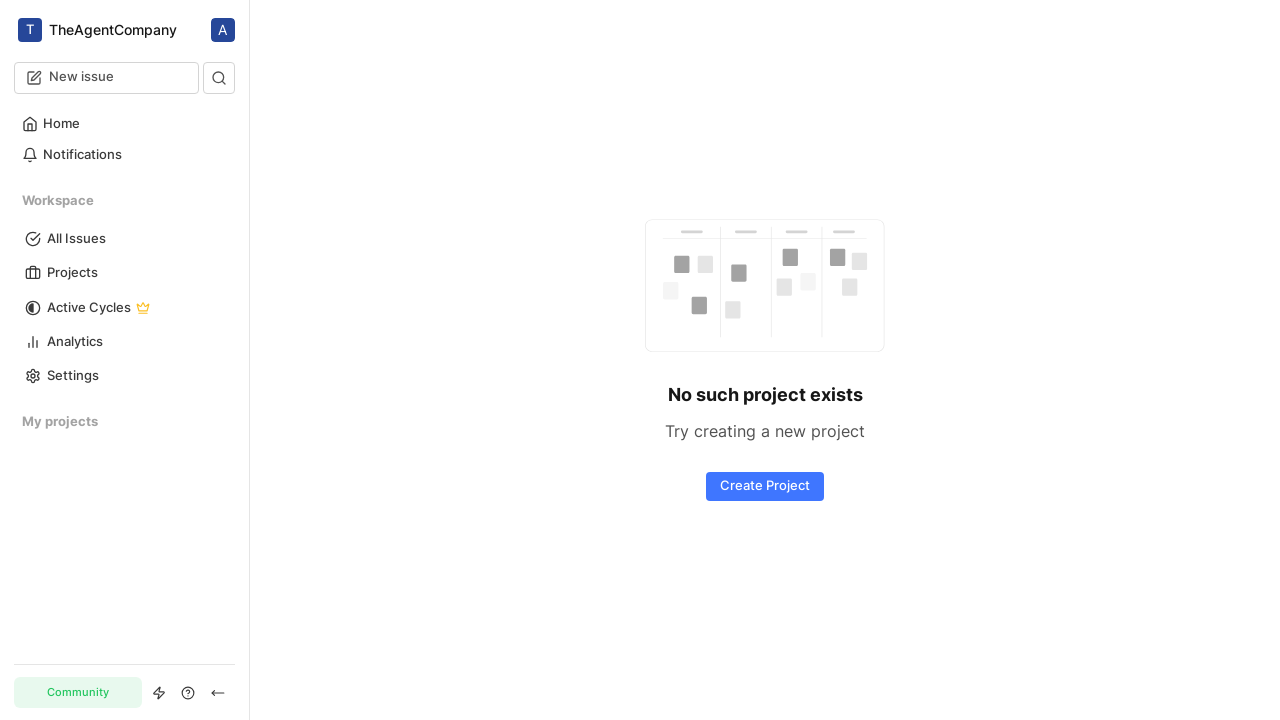 T TheAgentCompany A
New issue
Home
Notifications
Workspace
All Issues
Projects
Active Cycles
Analytics
Settings
My projects
No such project exists
Try creating a new project
Create Project
Community